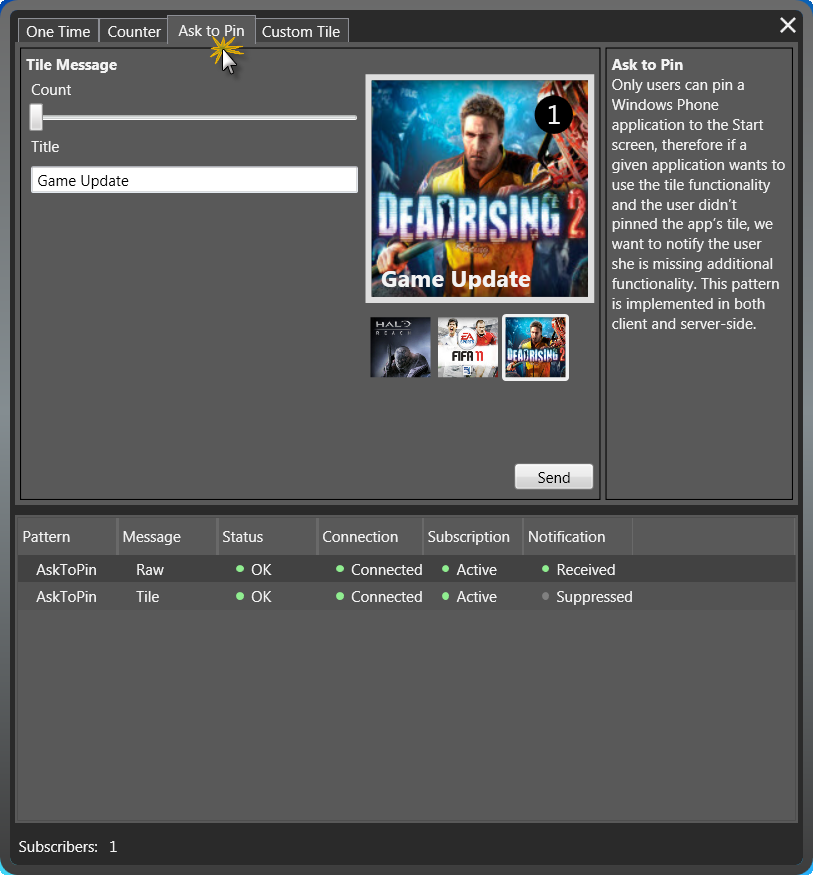 One Time
Counter
Ask to Pin
Custom Tile
Tile Message
Count
Title
Game Update
1
DEADRISING 2
Game Update
HALO
REACH
EA
SPORTS
FIFA 11
DEADRISING 2
Send
Ask to Pin
Only users can pin a
Windows Phone
application to the Start
screen, therefore if a
given application wants to
use the tile functionality
and the user didn't
pinned the app's tile, we
want to notify the user
she is missing additional
functionality. This pattern
is implemented in both
client and server-side.
Pattern Message Status Connection Subscription Notification
AskToPin Raw OK Connected Active Received
AskToPin Tile OK Connected Active Suppressed
Subscribers: 1